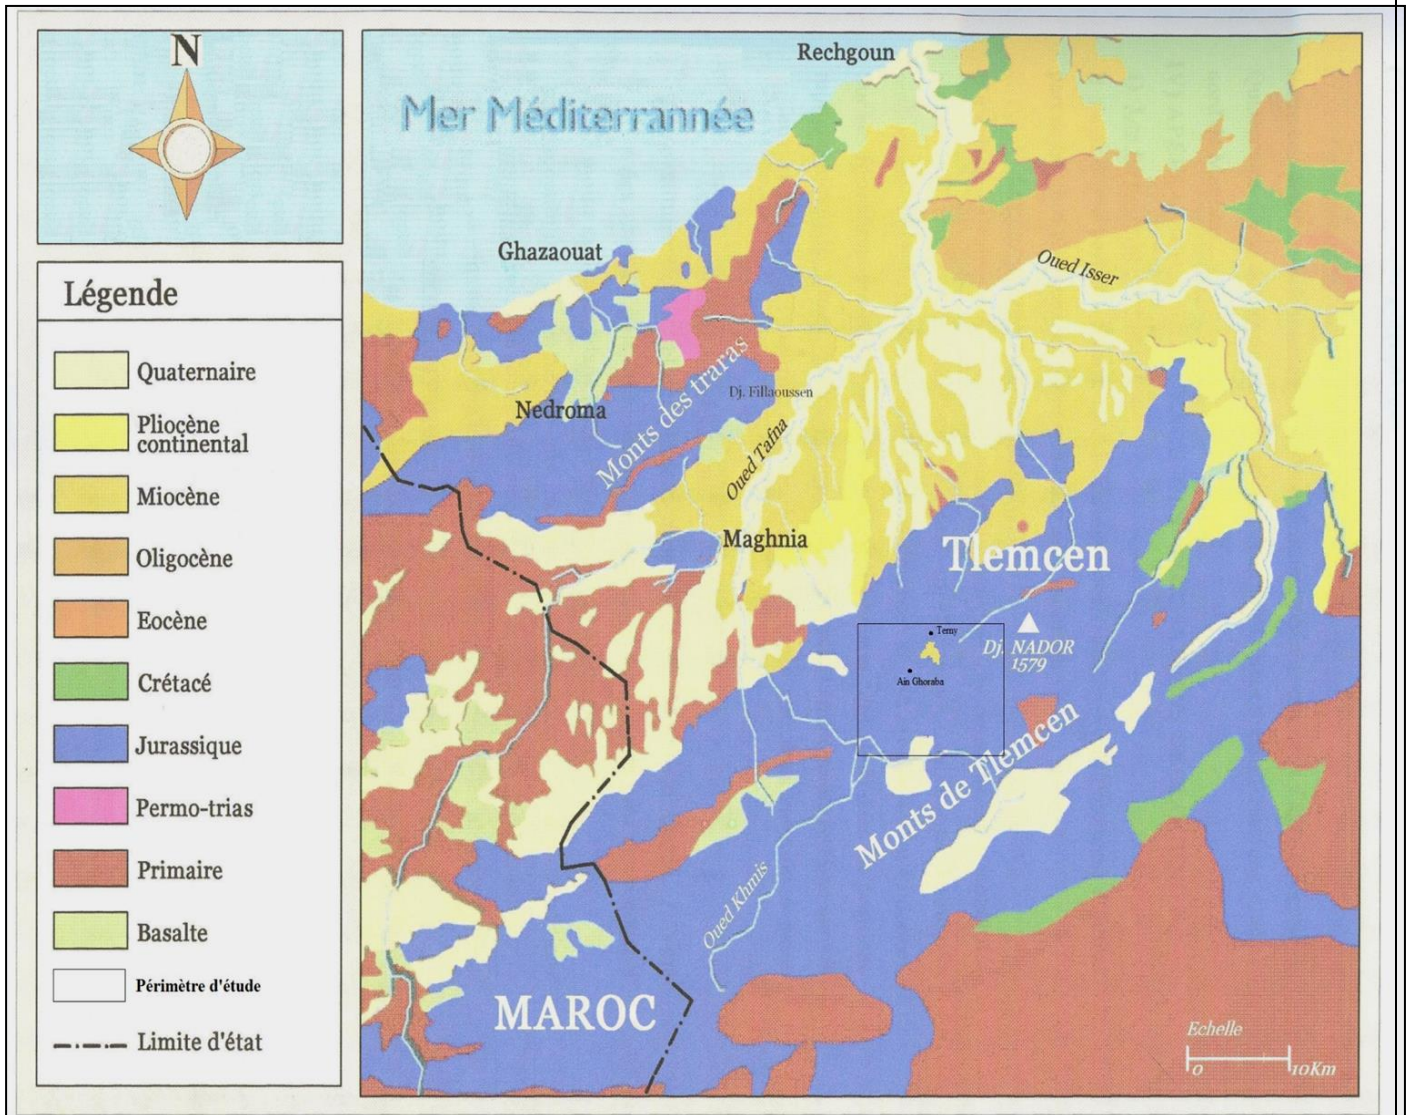 N
Légende
Quaternaire
Pliocène
continental
Miocène
Oligocène
Eocène
Crétacé
Jurassique
Permo-trias
Primaire
Basalte
Périmètre d'étude
Limite d'état
Rechgoun
Mer Méditerrannée
Ghazaouat
Oued Isser
Monts des traras
Dj. Fillaoussen
Nedroma
Oued Tafna
Maghnia
Tlemcen
Terny
Dj. NADOR
1579
Ain Ghoraba
Monts de Tlemcen
Oued Khmis
MAROC
Echelle
0 10Km